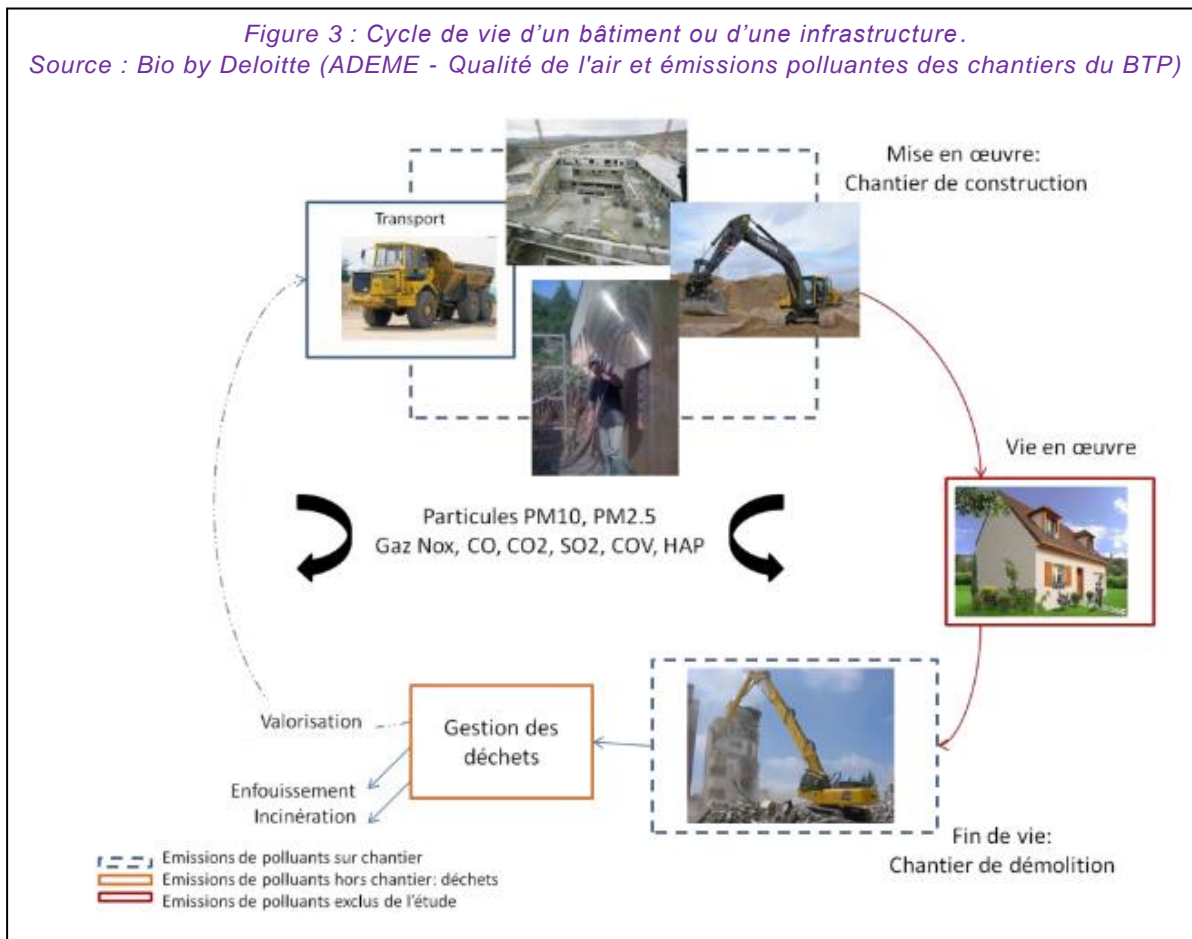 Figure 3 : Cycle de vie d’un bâtiment ou d’une infrastructure.
Source : Bio by Deloitte (ADEME - Qualité de l'air et émissions polluantes des chantiers du BTP)
Mise en œuvre:
Chantier de construction
Transport
Vie en œuvre
Particules PM10, PM2.5
Gaz Nox, CO, CO2, SO2, COV, HAP
Valorisation
Gestion des
déchets
Enfouissement
Incinération
Fin de vie:
Chantier de démolition
Emissions de polluants sur chantier
Emissions de polluants hors chantier: déchets
Emissions de polluants exclus de l'étude